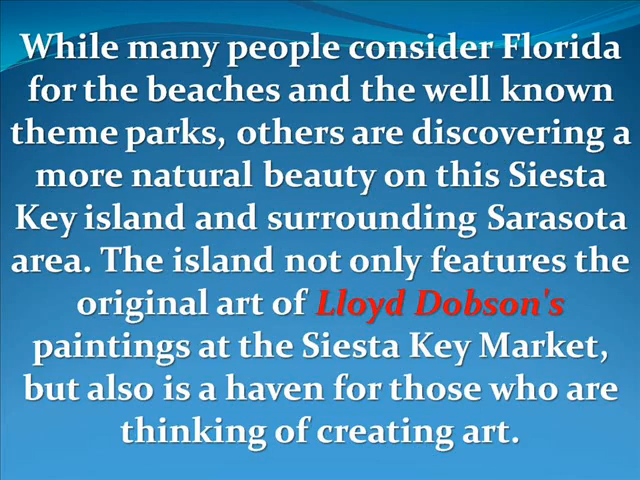 While many people consider Florida
for the beaches and the well known
theme parks, others are discovering a
more natural beauty on this Siesta
Key island and surrounding Sarasota
area. The island not only features the
original art of Lloyd Dobson's
paintings at the Siesta Key Market,
but also is a haven for those who are
thinking of creating art.